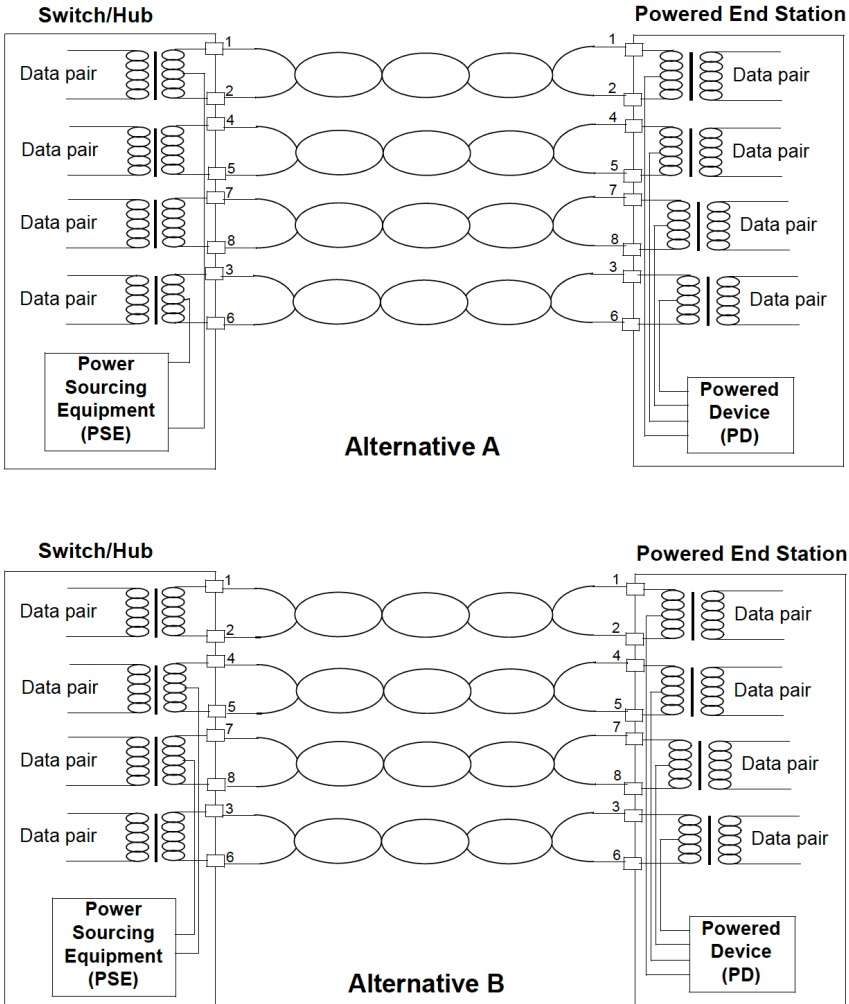 Switch/Hub
Powered End Station
1
1
Data pair
Data pair
2
2
4
4
Data pair
Data pair
5
5
7
7
Data pair
Data pair
8
8
3
3
Data pair
Data pair
6
6
Power
Sourcing
Equipment
(PSE)
Powered
Device
(PD)
Alternative A
Switch/Hub
Powered End Station
1
1
Data pair
Data pair
2
2
4
4
Data pair
Data pair
5
5
7
7
Data pair
Data pair
8
8
3
3
Data pair
Data pair
6
6
Power
Sourcing
Equipment
(PSE)
Powered
Device
(PD)
Alternative B